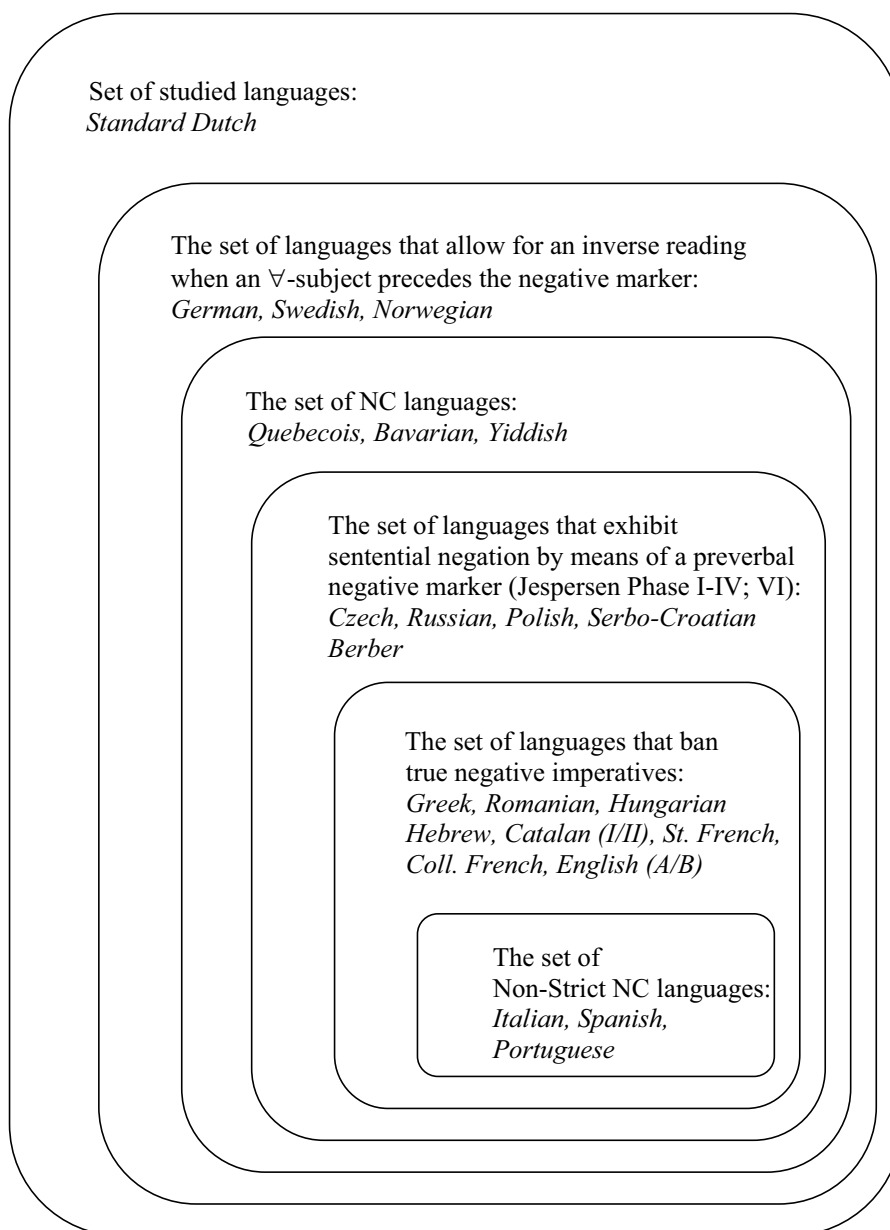 Set of studied languages:
Standard Dutch
The set of languages that allow for an inverse reading
when an ∀-subject precedes the negative marker:
German, Swedish, Norwegian
The set of NC languages:
Quebecois, Bavarian, Yiddish
The set of languages that exhibit
sentential negation by means of a preverbal
negative marker (Jespersen Phase I-IV; VI):
Czech, Russian, Polish, Serbo-Croatian
Berber
The set of languages that ban
true negative imperatives:
Greek, Romanian, Hungarian
Hebrew, Catalan (I/II), St. French,
Coll. French, English (A/B)
The set of
Non-Strict NC languages:
Italian, Spanish,
Portuguese